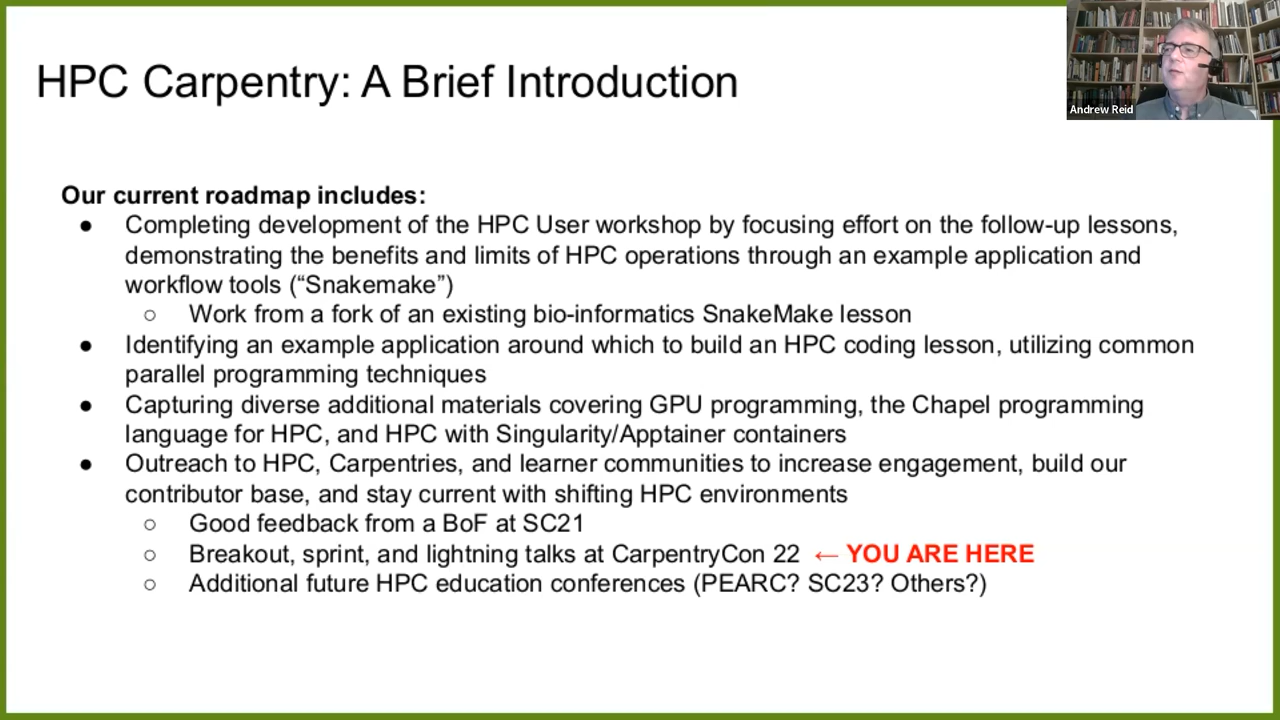 HPC Carpentry: A Brief Introduction
Andrew Reid
Our current roadmap includes:
● Completing development of the HPC User workshop by focusing effort on the follow-up lessons,
demonstrating the benefits and limits of HPC operations through an example application and
workflow tools (“Snakemake”)
○ Work from a fork of an existing bio-informatics SnakeMake lesson
● Identifying an example application around which to build an HPC coding lesson, utilizing common
parallel programming techniques
● Capturing diverse additional materials covering GPU programming, the Chapel programming
language for HPC, and HPC with Singularity/Apptainer containers
● Outreach to HPC, Carpentries, and learner communities to increase engagement, build our
contributor base, and stay current with shifting HPC environments
○ Good feedback from a BoF at SC21
○ Breakout, sprint, and lightning talks at CarpentryCon 22 ← YOU ARE HERE
○ Additional future HPC education conferences (PEARC? SC23? Others?)